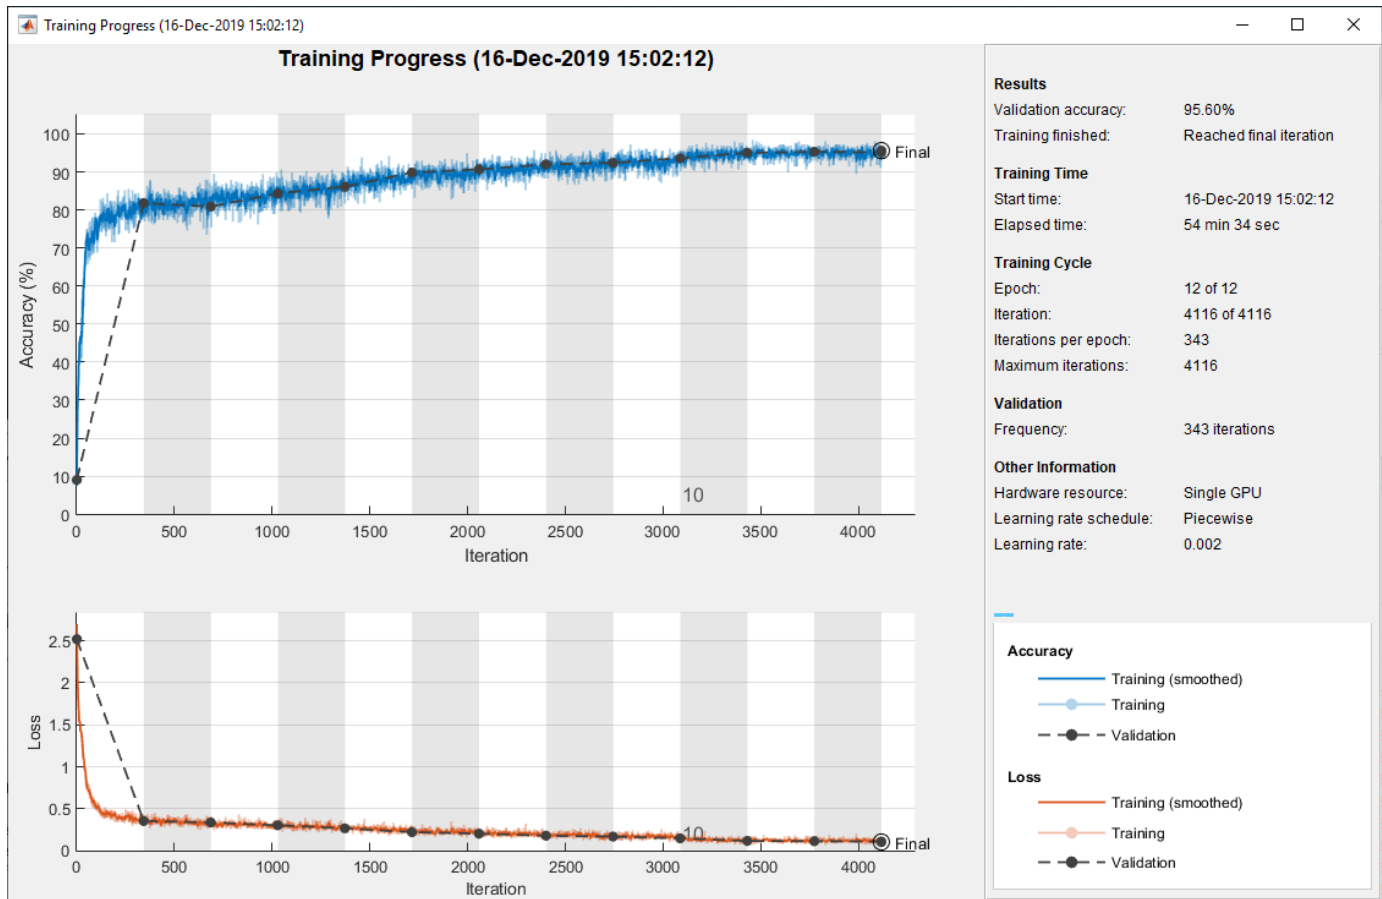 Training Progress (16-Dec-2019 15:02:12)
Training Progress (16-Dec-2019 15:02:12)
100
90
80
70
60
50
40
30
20
10
0
Accuracy (%)
Final
10
0 500 1000 1500 2000 2500 3000 3500 4000
Iteration
2.5
2
1.5
1
0.5
0
Loss
10
Final
0 500 1000 1500 2000 2500 3000 3500 4000
Iteration
Results
Validation accuracy: 95.60%
Training finished: Reached final iteration
Training Time
Start time: 16-Dec-2019 15:02:12
Elapsed time: 54 min 34 sec
Training Cycle
Epoch: 12 of 12
Iteration: 4116 of 4116
Iterations per epoch: 343
Maximum iterations: 4116
Validation
Frequency: 343 iterations
Other Information
Hardware resource: Single GPU
Learning rate schedule: Piecewise
Learning rate: 0.002
Accuracy
Training (smoothed)
Training
Validation
Loss
Training (smoothed)
Training
Validation